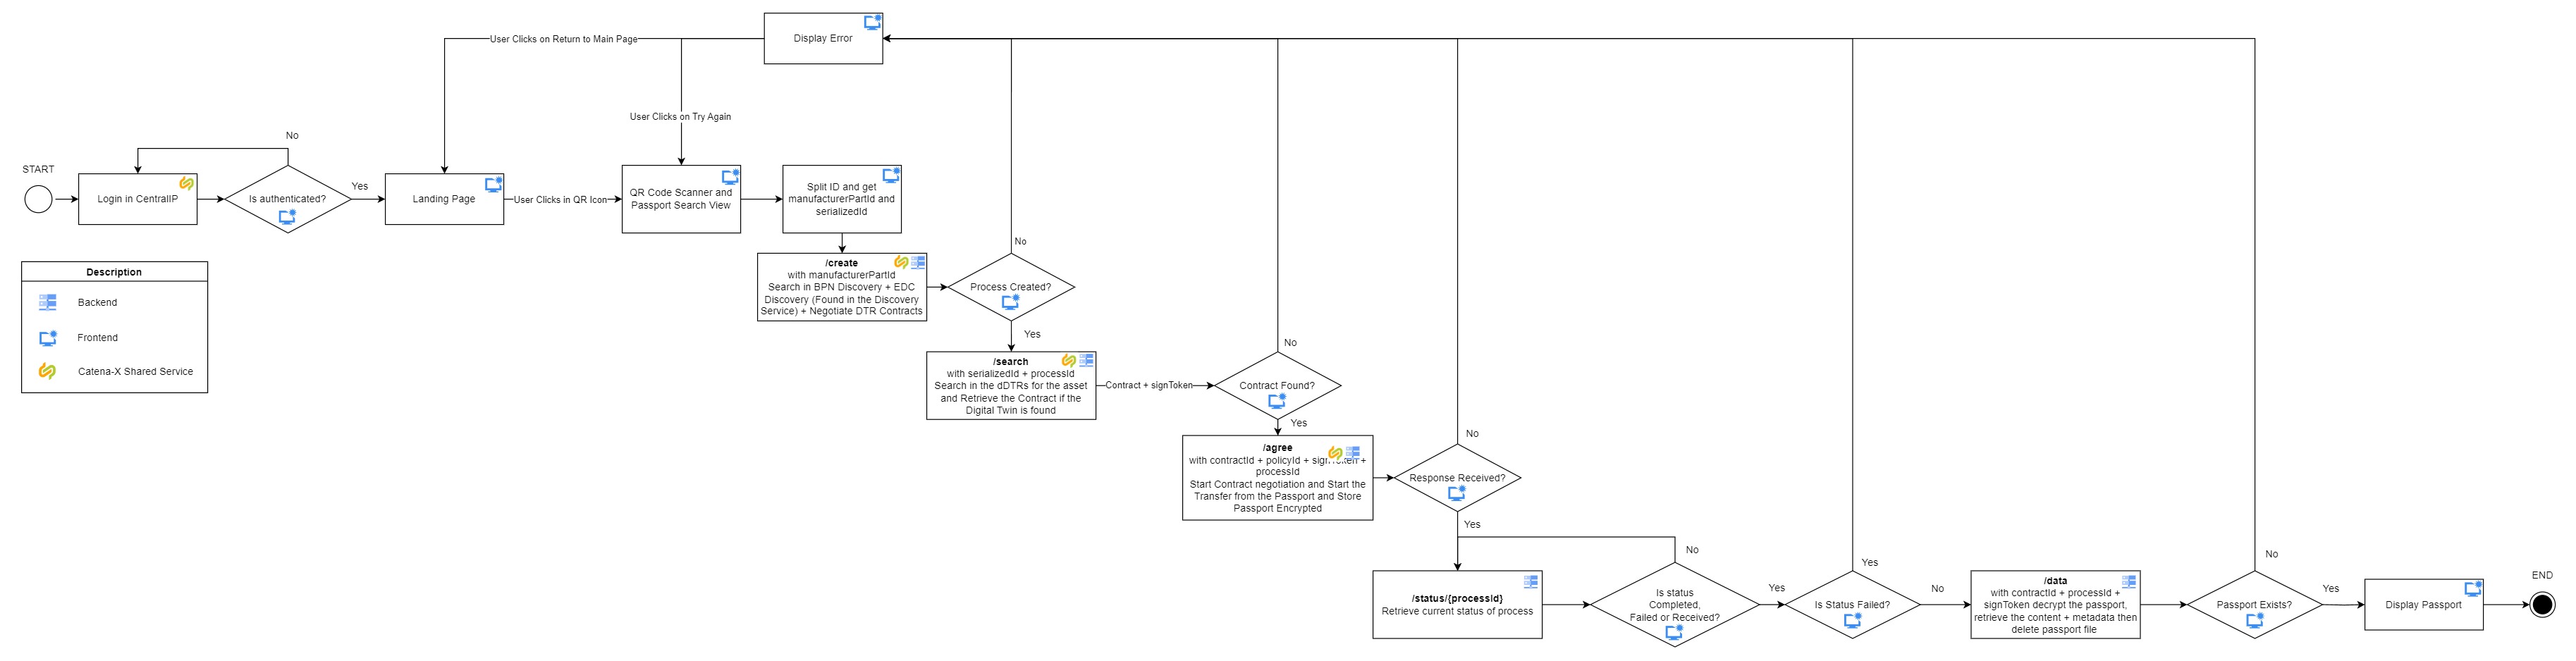 Display Error
User Clicks on Return to Main Page
User Clicks on Try Again
No
START
Login in CentralIP
Is authenticated?
Yes
Landing Page
User Clicks in QR Icon
QR Code Scanner and
Passport Search View
Split ID and get
manufacturerPartId and
serializedId
Description
Backend
Frontend
Catena-X Shared Service
/create
with manufacturerPartId
Search in BPN Discovery + EDC
Discovery (Found in the Discovery
Service) + Negotiate DTR Contracts
No
Process Created?
Yes
/search
with serializedId + processId
Search in the dDTRs for the asset
and Retrieve the Contract if the
Digital Twin is found
Contract + signToken
No
Contract Found?
Yes
/agree
with contractId + policyId + signToken +
processId
Start Contract negotiation and Start the
Transfer from the Passport and Store
Passport Encrypted
No
Response Received?
Yes
/status/{processId}
Retrieve current status of process
No
Is status
Completed,
Failed or Received?
Yes
Yes
Is Status Failed?
No
/data
with contractId + processId +
signToken decrypt the passport,
retrieve the content + metadata then
delete passport file
No
Passport Exists?
Yes
Display Passport
END